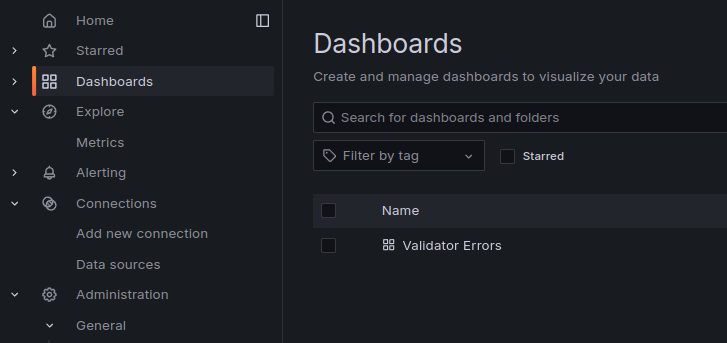 Home
Starred
Dashboards
Explore
Metrics
Alerting
Connections
Add new connection
Data sources
Administration
General
Dashboards
Create and manage dashboards to visualize your data
Search for dashboards and folders
Filter by tag
Starred
Name
Validator Errors